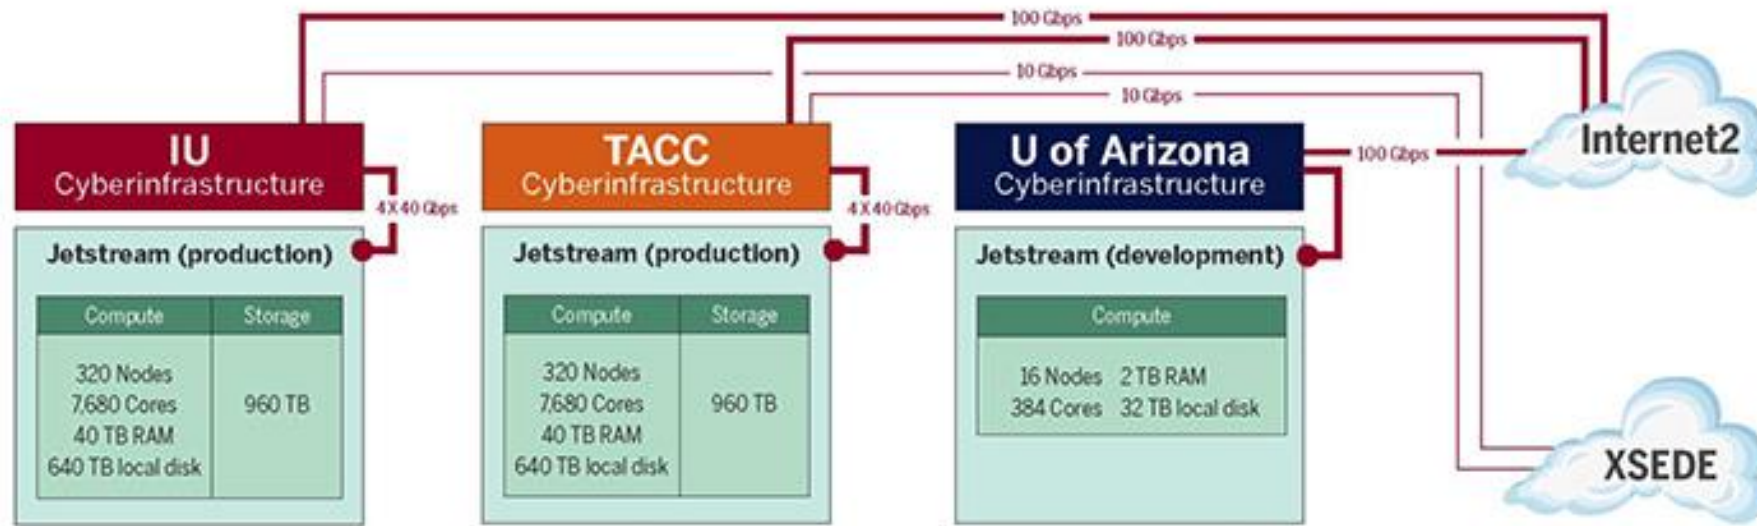 100 Gbps
100 Gbps
10 Gbps
10 Gbps
IU
Cyberinfrastructure
4 X 40 Gbps
Jetstream (production)
Compute Storage
320 Nodes
7,680 Cores
40 TB RAM
640 TB local disk
960 TB
TACC
Cyberinfrastructure
4 X 40 Gbps
Jetstream (production)
Compute Storage
320 Nodes
7,680 Cores
40 TB RAM
640 TB local disk
960 TB
U of Arizona
Cyberinfrastructure
100 Gbps
Jetstream (development)
Compute
16 Nodes 2 TB RAM
384 Cores 32 TB local disk
Internet2
XSEDE